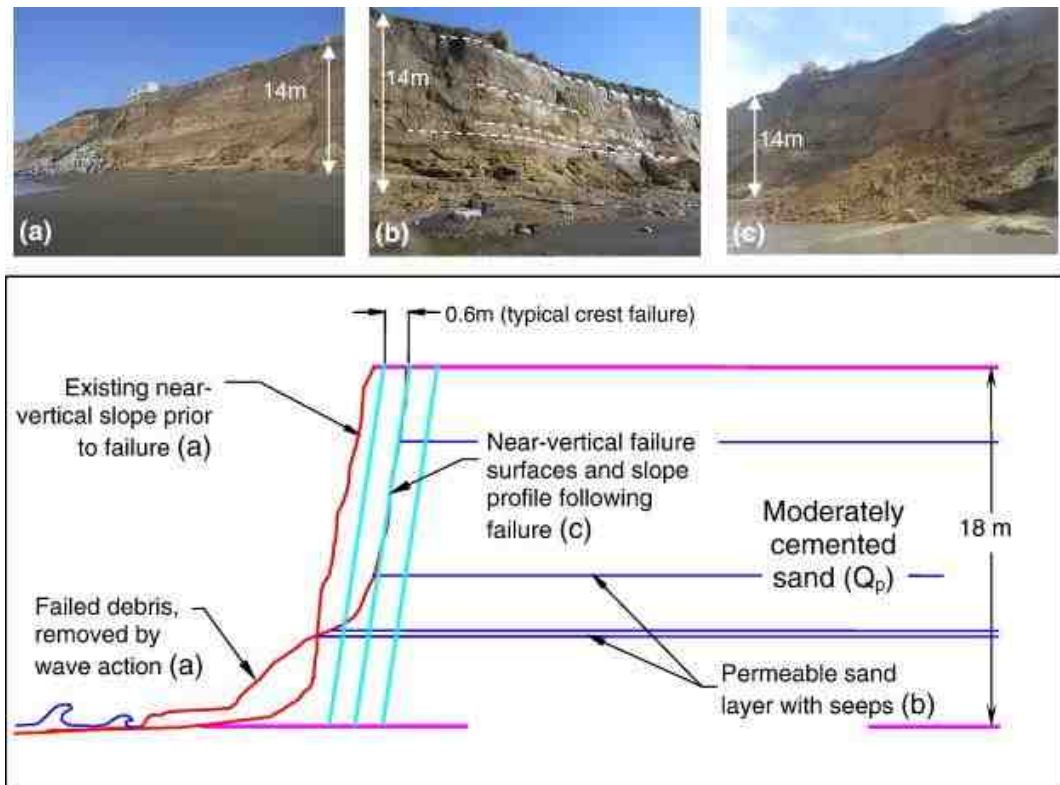 14m
(a)
14m
(b)
14m
(c)
0.6m (typical crest failure)
Existing near-
vertical slope prior
to failure (a)
Near-vertical failure
surfaces and slope
profile following
failure (c)
Moderately
cemented
sand (Qp)
18 m
Failed debris,
removed by
wave action (a)
Permeable sand
layer with seeps (b)